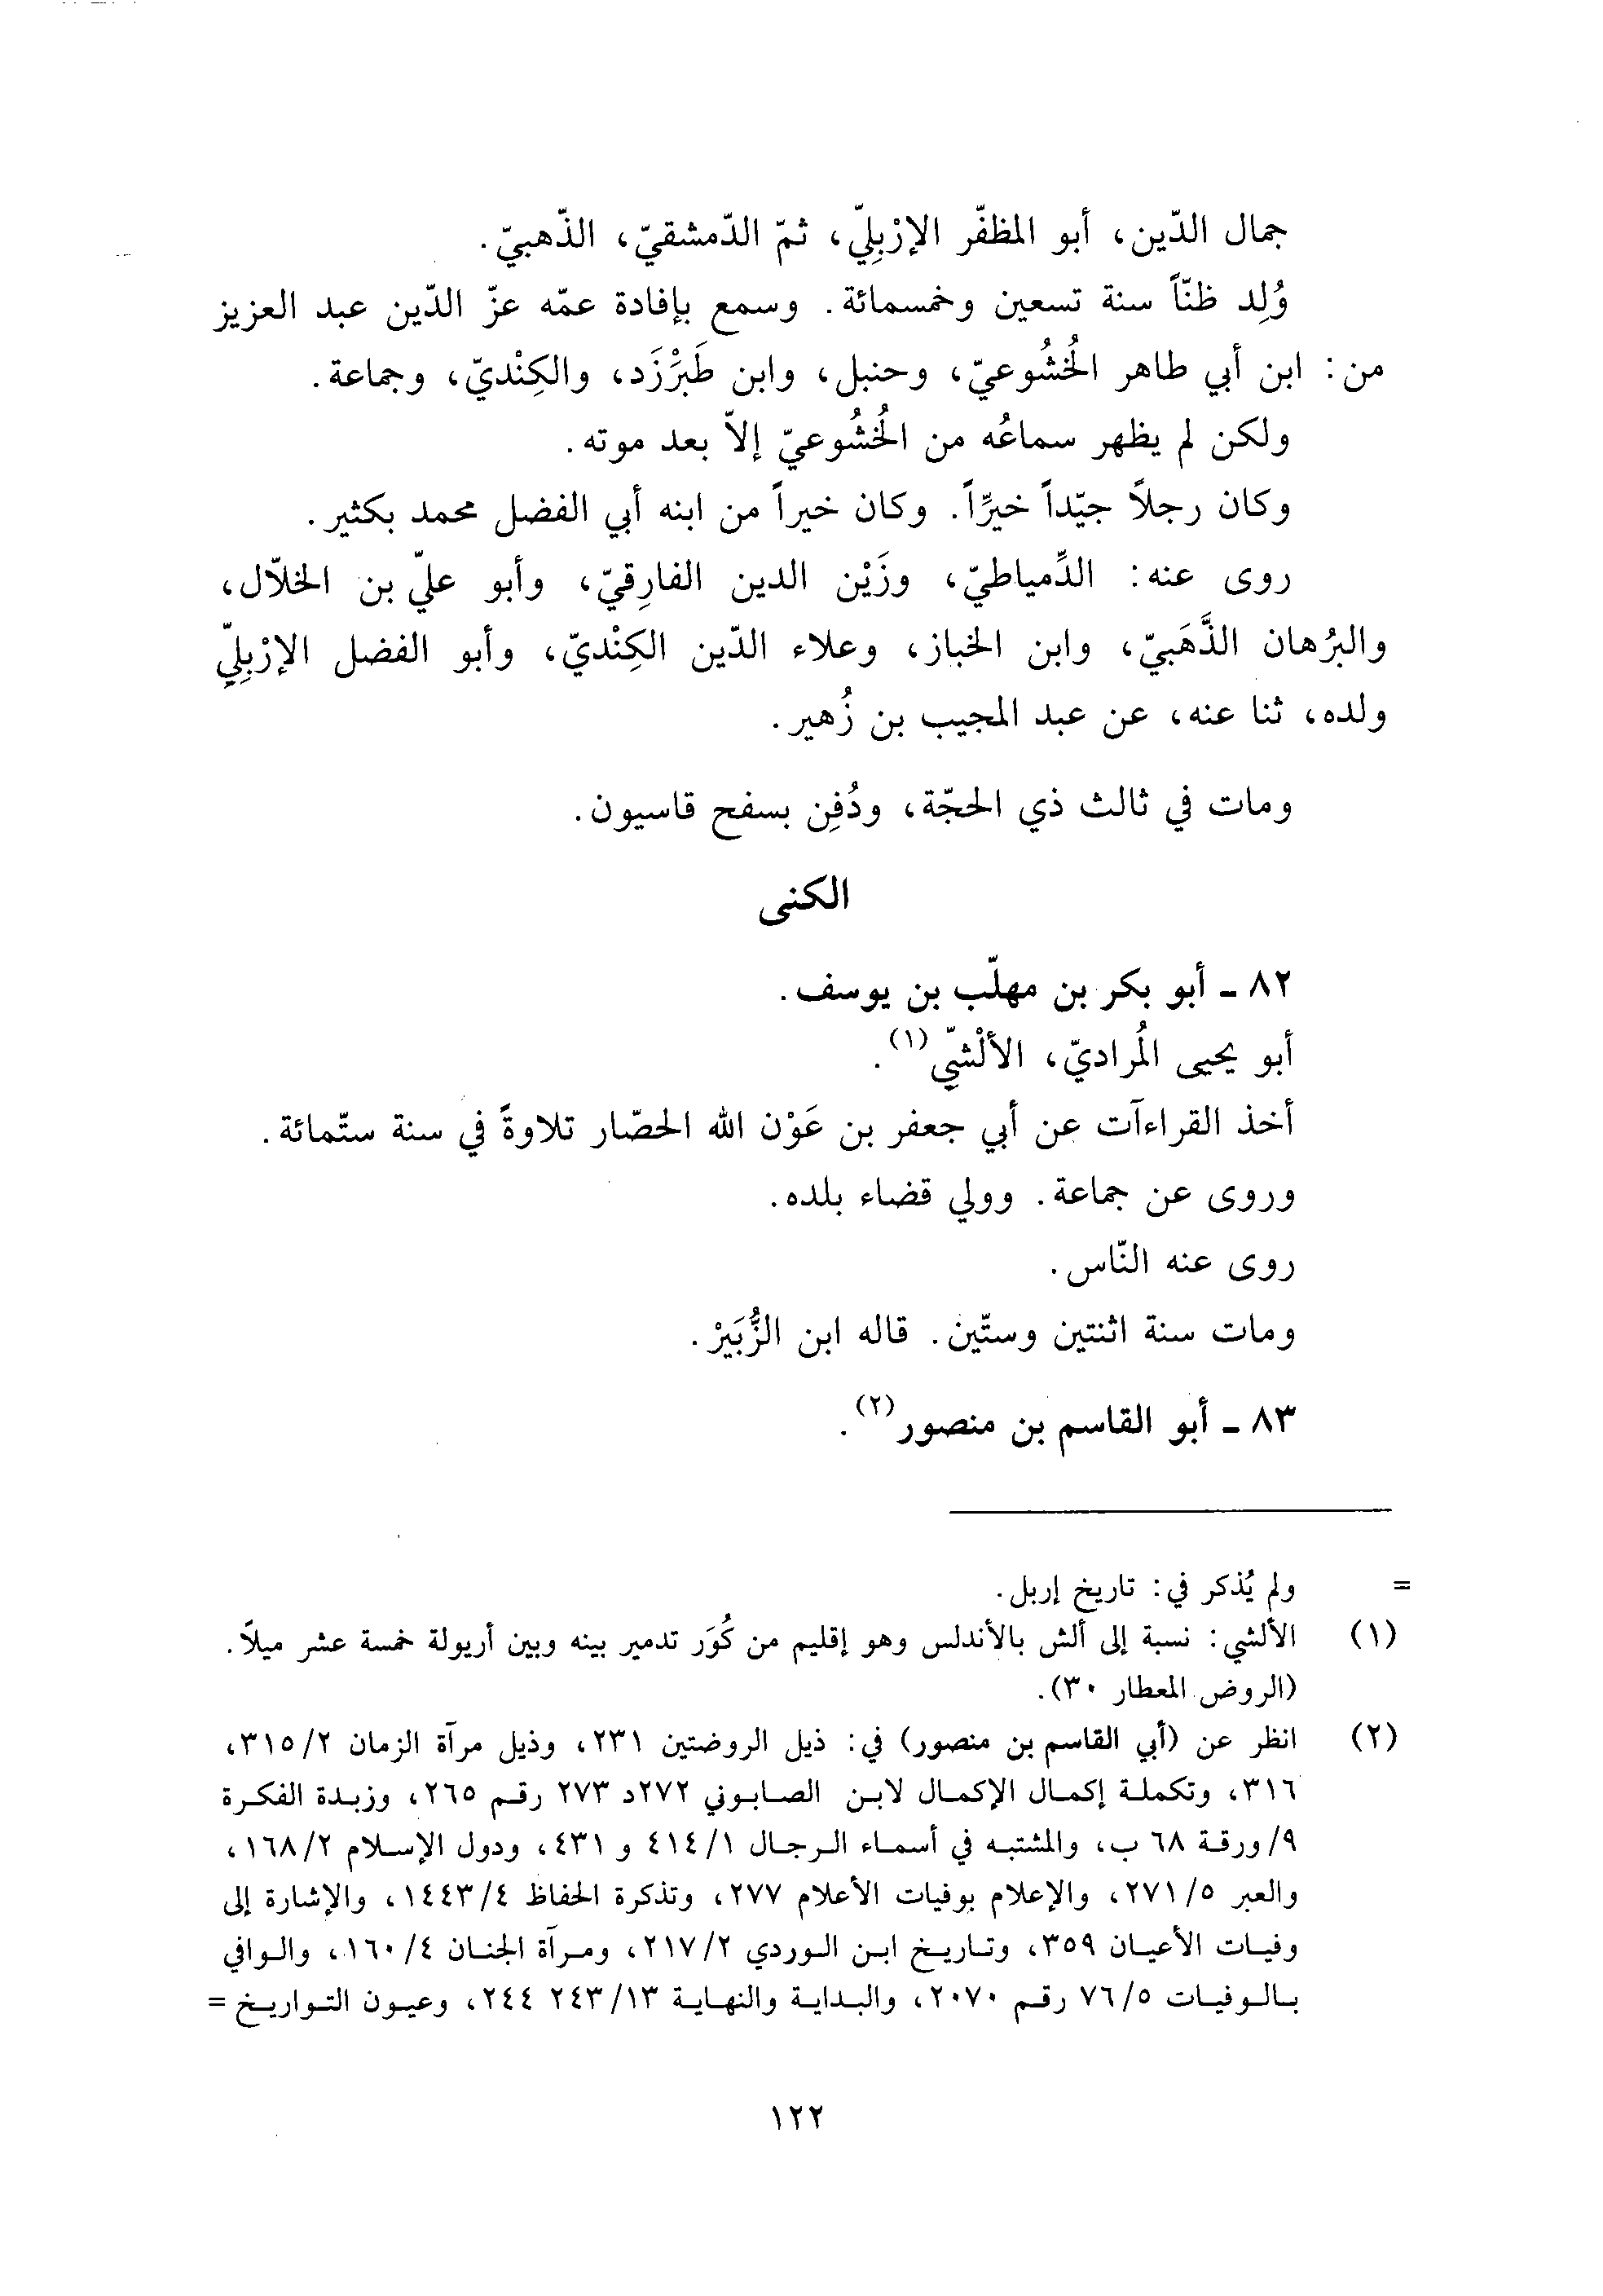 جمال الدّين، أبو المظفّر الإرْبِليّ، ثمّ الدّمشقيّ، الذّهبيّ.
وُلِد ظنّاً سنة تسعين وخمسمائة. وسمع بإفادة عمّه عزّ الدّين عبد العزيز
من: ابن أبي طاهر الخُشُوعيّ، وحنبل، وابن طَبَرْزَد، والكِنْديّ، وجماعة.
ولكن لم يظهر سماعُه من الخُشُوعيّ إلاّ بعد موته.
وكان رجلاً جيّداً خيِّراً. وكان خيراً من ابنه أبي الفضل محمد بكثير.
روى عنه: الدِّمياطيّ، وزَيْن الدين الفارِقيّ، وأبو عليّ بن الخلاّل،
والبُرهان الذَّهَبيّ، وابن الخباز، وعلاء الدّين الكِنْديّ، وأبو الفضل الإرْبِليّ
ولده، ثنا عنه، عن عبد المجيب بن زُهير.
ومات في ثالث ذي الحجّة، ودُفِن بسفح قاسيون.
الكنى
٨٢ ـ أبو بكر بن مهلّب بن يوسف.
أبو يحيى المُراديّ، الألْشيّ(١).
أخذ القراءآت عن أبي جعفر بن عَوْن الله الحصّار تلاوةً في سنة ستّمائة.
وروى عن جماعة. وولي قضاء بلده.
روى عنه النّاس.
ومات سنة اثنتين وستّين. قاله ابن الزُّبَيْر.
٨٣ ـ أبو القاسم بن منصور(٢).
= ولم يُذكر في: تاريخ إربل.
(١) الألشي: نسبة إلى ألش بالأندلس وهو إقليم من كُوَر تدمير بينه وبين أريولة خمسة عشر ميلاً.
(الروض المعطار ٣٠).
(٢) انظر عن (أبي القاسم بن منصور) في: ذيل الروضتين ٢٣١، وذيل مرآة الزمان ٣١٥/٢،
٣١٦، وتكملة إكمال الإكمال لابن الصابوني ٢٧٢د ٢٧٣ رقم ٢٦٥، وزبدة الفكرة
٩/ورقة ٦٨ ب، والمشتبه في أسماء الرجال ٤١٤/١ و ٤٣١، ودول الإسلام ١٦٨/٢،
والعبر ٢٧١/٥، والإعلام بوفيات الأعلام ٢٧٧، وتذكرة الحفاظ ١٤٤٣/٤، والإشارة إلى
وفيات الأعيان ٣٥٩، وتاريخ ابن الوردي ٢١٧/٢، ومرآة الجنان ١٦٠/٤، والوافي
بالوفيات ٧٦/٥ رقم ٢٠٧٠، والبداية والنهاية ٢٤٣/١٣ ٢٤٤، وعيون التواريخ =
١٢٢